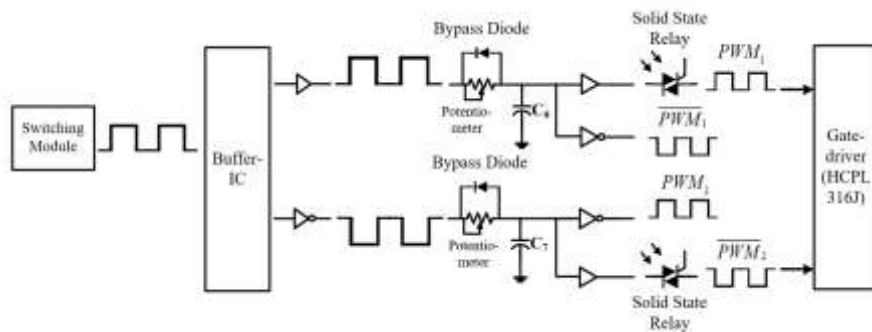 Switching
Module
Buffer-
IC
Bypass Diode
Potentio-
meter
C₈
Solid State
Relay
PWM₁
PWM₁
Bypass Diode
Potentio-
meter
C₇
PWM₂
PWM₂
Solid State
Relay
Gate-
driver
(HCPL
316J)